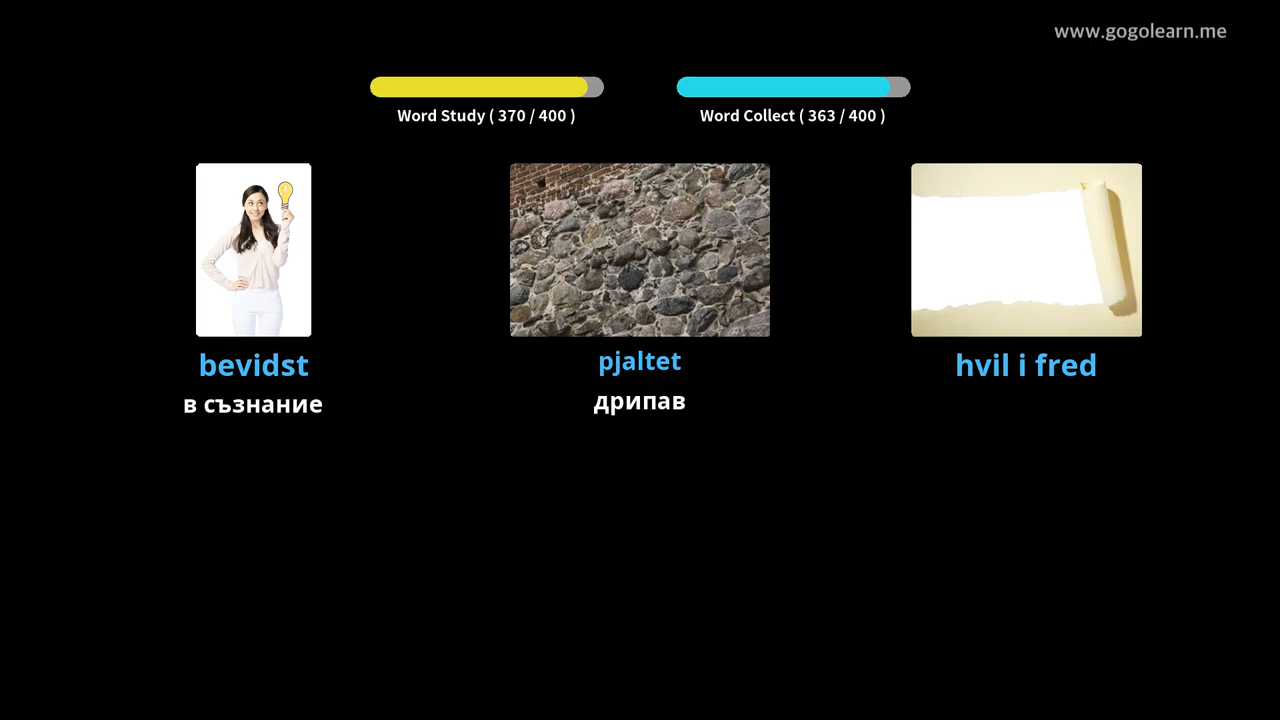 www.gogolearn.me
Word Study ( 370 / 400 )
Word Collect ( 363 / 400 )
bevidst
в съзнание
pjaltet
дрипав
hvil i fred